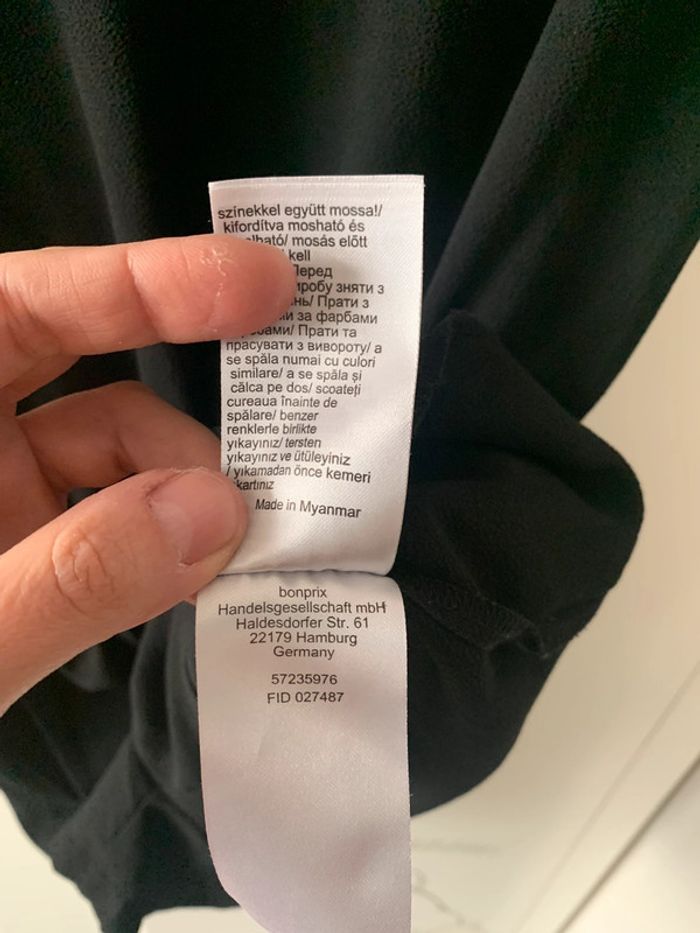 színekkel együtt mossa!/
kifordítva mosható és
mosás előtt
kell
Перед
зняти з
Прати з
за фарбами
Прати та
прасувати з вивороту/ a
se spăla numai cu culori
similare/ a se spăla și
călca pe dos/ scoateți
cureaua înainte de
spălare/ benzer
renklerle birlikte
yıkayınız/ tersten
yıkayınız ve ütüleyiniz
/ yıkamadan önce kemeri
Made in Myanmar
bonprix
Handelsgesellschaft mbH
Haldesdorfer Str. 61
22179 Hamburg
Germany
57235976
FID 027487